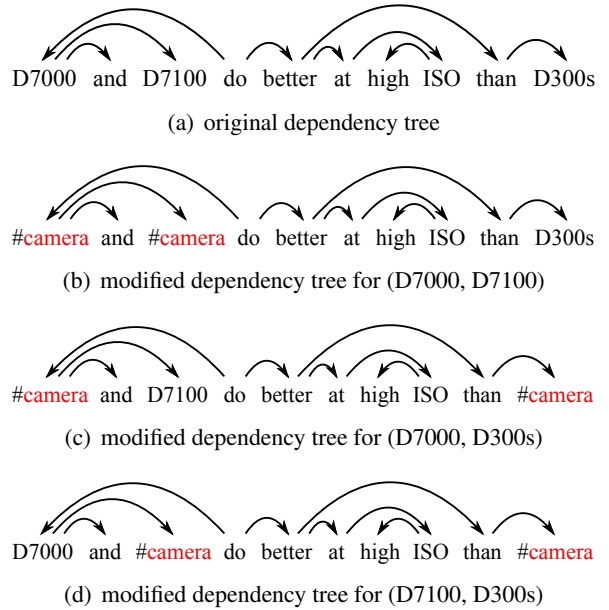 D7000 and D7100 do better at high ISO than D300s
(a) original dependency tree
#camera and #camera do better at high ISO than D300s
(b) modified dependency tree for (D7000, D7100)
#camera and D7100 do better at high ISO than #camera
(c) modified dependency tree for (D7000, D300s)
D7000 and #camera do better at high ISO than #camera
(d) modified dependency tree for (D7100, D300s)